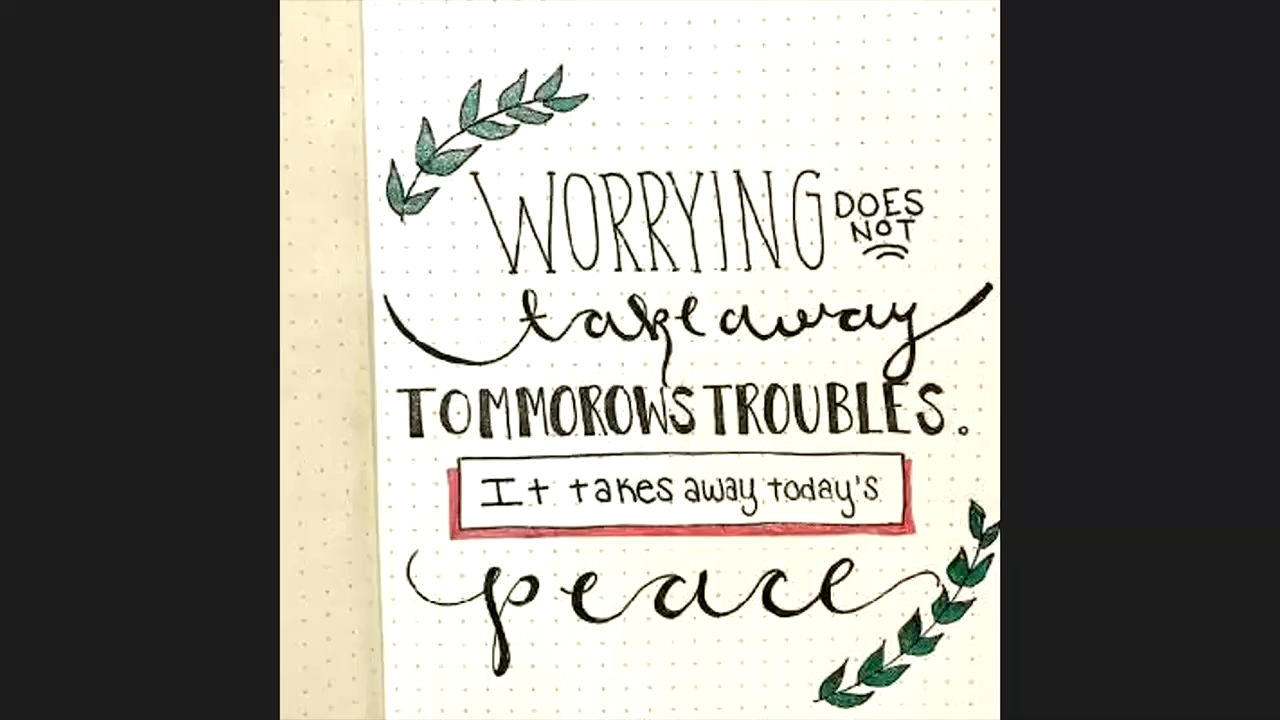 WORRYING DOES NOT
take away
TOMMOROWS TROUBLES.
It takes away today's
peace